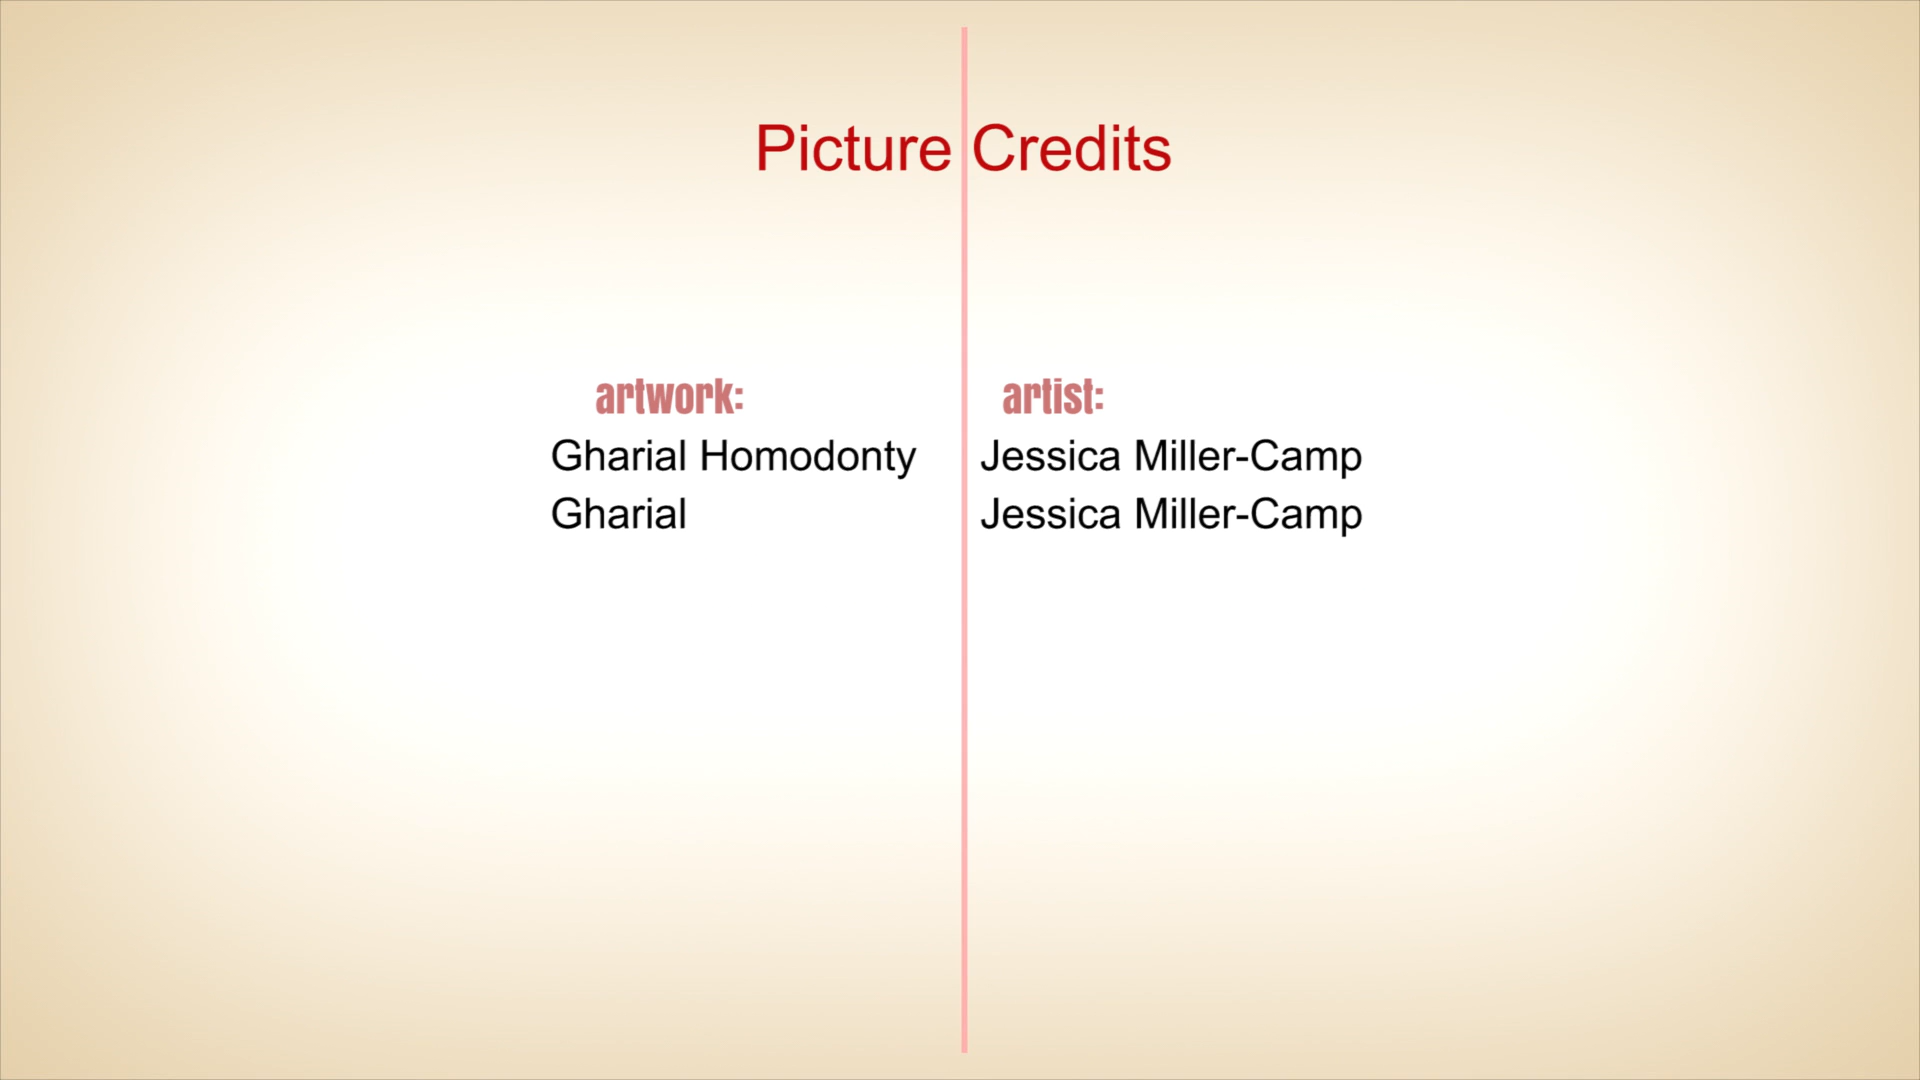 Picture Credits
artwork: artist:
Gharial Homodonty Jessica Miller-Camp
Gharial Jessica Miller-Camp